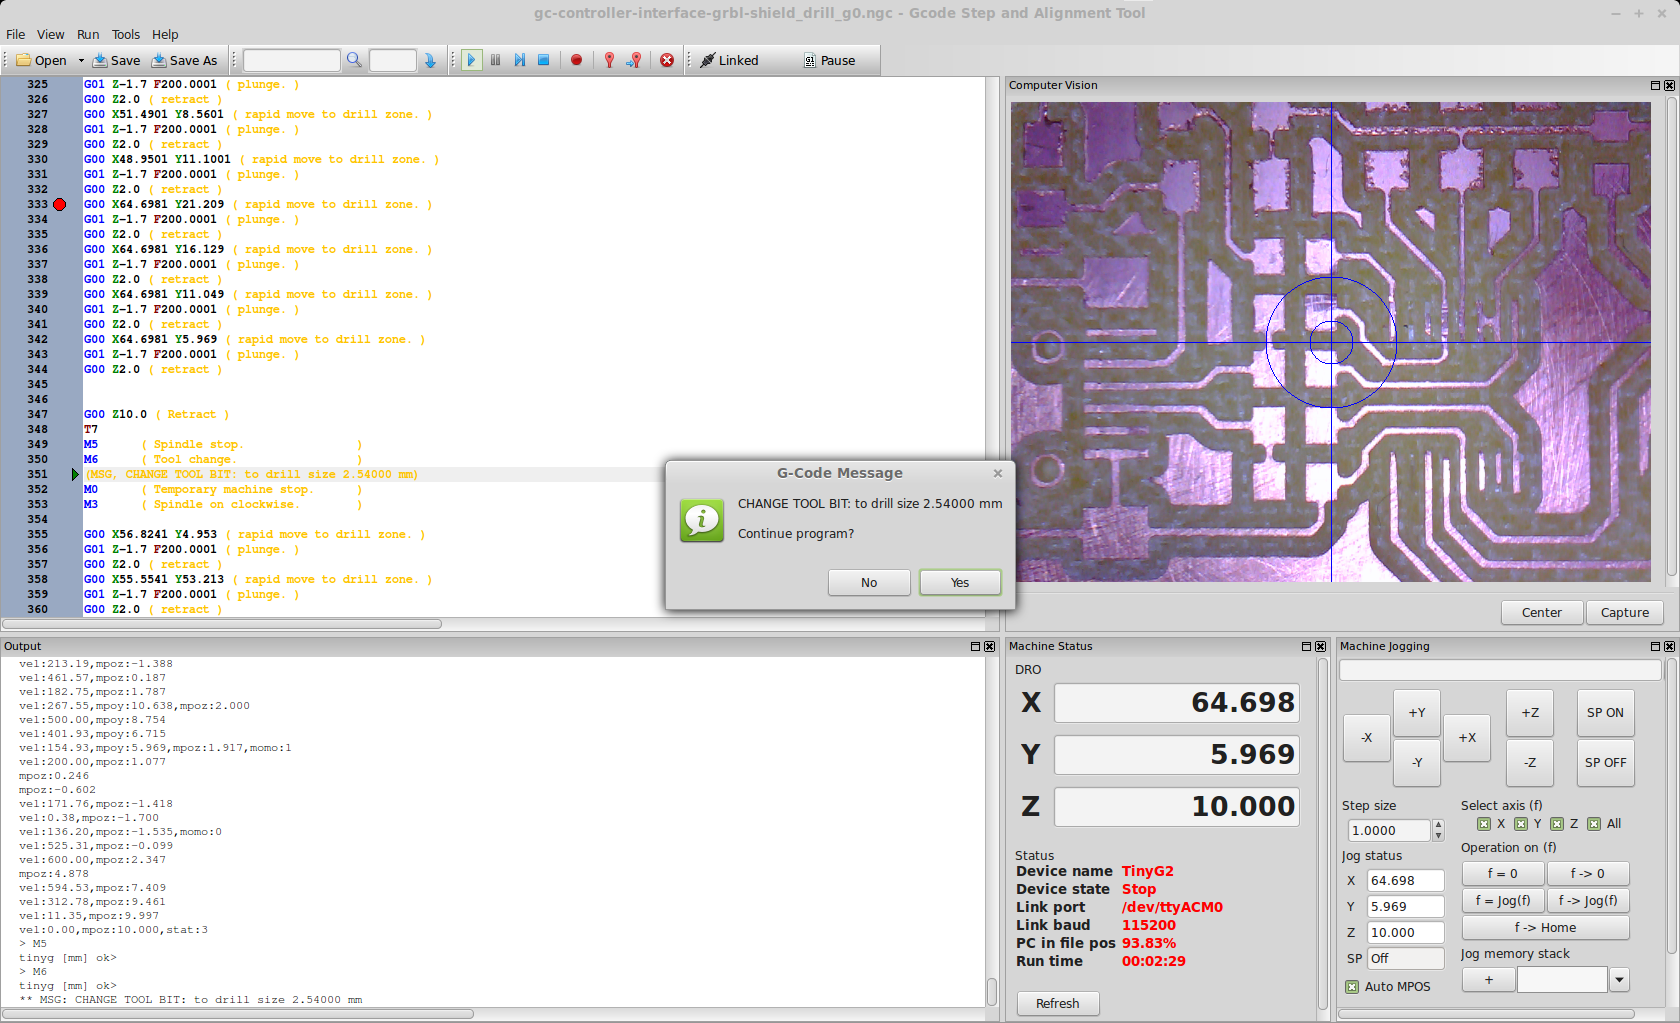 gc-controller-interface-grbl-shield_drill_g0.ngc - Gcode Step and Alignment Tool
File View Run Tools Help
Open Save Save As Linked Pause
325 G01 Z-1.7 F200.0001 ( plunge. )
326 G00 Z2.0 ( retract )
327 G00 X51.4901 Y8.5601 ( rapid move to drill zone. )
328 G01 Z-1.7 F200.0001 ( plunge. )
329 G00 Z2.0 ( retract )
330 G00 X48.9501 Y11.1001 ( rapid move to drill zone. )
331 G01 Z-1.7 F200.0001 ( plunge. )
332 G00 Z2.0 ( retract )
333 G00 X64.6981 Y21.209 ( rapid move to drill zone. )
334 G01 Z-1.7 F200.0001 ( plunge. )
335 G00 Z2.0 ( retract )
336 G00 X64.6981 Y16.129 ( rapid move to drill zone. )
337 G01 Z-1.7 F200.0001 ( plunge. )
338 G00 Z2.0 ( retract )
339 G00 X64.6981 Y11.049 ( rapid move to drill zone. )
340 G01 Z-1.7 F200.0001 ( plunge. )
341 G00 Z2.0 ( retract )
342 G00 X64.6981 Y5.969 ( rapid move to drill zone. )
343 G01 Z-1.7 F200.0001 ( plunge. )
344 G00 Z2.0 ( retract )
345
346
347 G00 Z10.0 ( Retract )
348 T7
349 M5 ( Spindle stop. )
350 M6 ( Tool change. )
351 (MSG, CHANGE TOOL BIT: to drill size 2.54000 mm)
352 M0 ( Temporary machine stop. )
353 M3 ( Spindle on clockwise. )
354
355 G00 X56.8241 Y4.953 ( rapid move to drill zone. )
356 G01 Z-1.7 F200.0001 ( plunge. )
357 G00 Z2.0 ( retract )
358 G00 X55.5541 Y53.213 ( rapid move to drill zone. )
359 G01 Z-1.7 F200.0001 ( plunge. )
360 G00 Z2.0 ( retract )
Computer Vision
Center Capture
G-Code Message
CHANGE TOOL BIT: to drill size 2.54000 mm
Continue program?
No Yes
Output
vel:213.19,mpoz:-1.388
vel:461.57,mpoz:0.187
vel:182.75,mpoz:1.787
vel:267.55,mpoy:10.638,mpoz:2.000
vel:500.00,mpoy:8.754
vel:401.93,mpoy:6.715
vel:154.93,mpoy:5.969,mpoz:1.917,momo:1
vel:200.00,mpoz:1.077
mpoz:0.246
mpoz:-0.602
vel:171.76,mpoz:-1.418
vel:0.38,mpoz:-1.700
vel:136.20,mpoz:-1.535,momo:0
vel:525.31,mpoz:-0.099
vel:600.00,mpoz:2.347
mpoz:4.878
vel:594.53,mpoz:7.409
vel:312.78,mpoz:9.461
vel:11.35,mpoz:9.997
vel:0.00,mpoz:10.000,stat:3
> M5
tinyg [mm] ok>
> M6
tinyg [mm] ok>
** MSG: CHANGE TOOL BIT: to drill size 2.54000 mm
Machine Status
DRO
X 64.698
Y 5.969
Z 10.000
Status
Device name TinyG2
Device state Stop
Link port /dev/ttyACM0
Link baud 115200
PC in file pos 93.83%
Run time 00:02:29
Refresh
Machine Jogging
+Y +Z SP ON
-X +X
-Y -Z SP OFF
Step size
1.0000
Select axis (f)
X Y Z All
Jog status
X 64.698
Y 5.969
Z 10.000
SP Off
Auto MPOS
Operation on (f)
f = 0 f -> 0
f = Jog(f) f -> Jog(f)
f -> Home
Jog memory stack
+